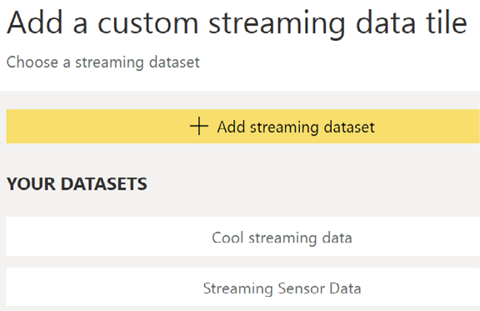 Add a custom streaming data tile
Choose a streaming dataset
+ Add streaming dataset
YOUR DATASETS
Cool streaming data
Streaming Sensor Data